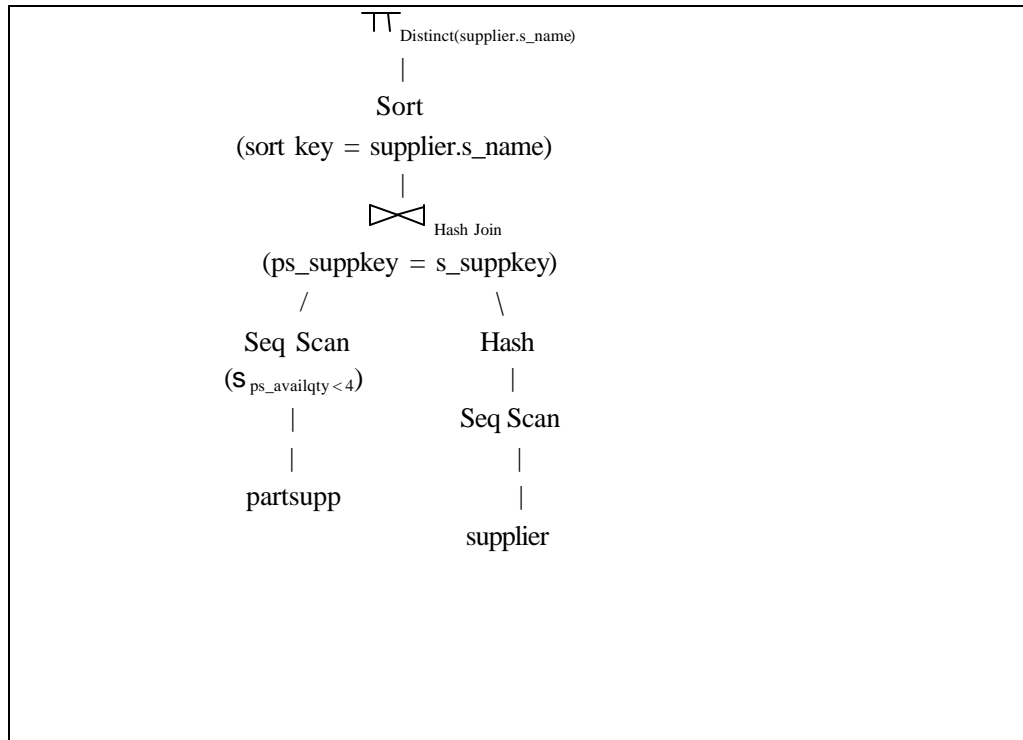 π Distinct(supplier.s_name)
|
Sort
(sort key = supplier.s_name)
|
⋈ Hash Join
(ps_suppkey = s_suppkey)
/ \
Seq Scan Hash
(s ps_availqty < 4) |
| Seq Scan
| |
partsupp |
supplier